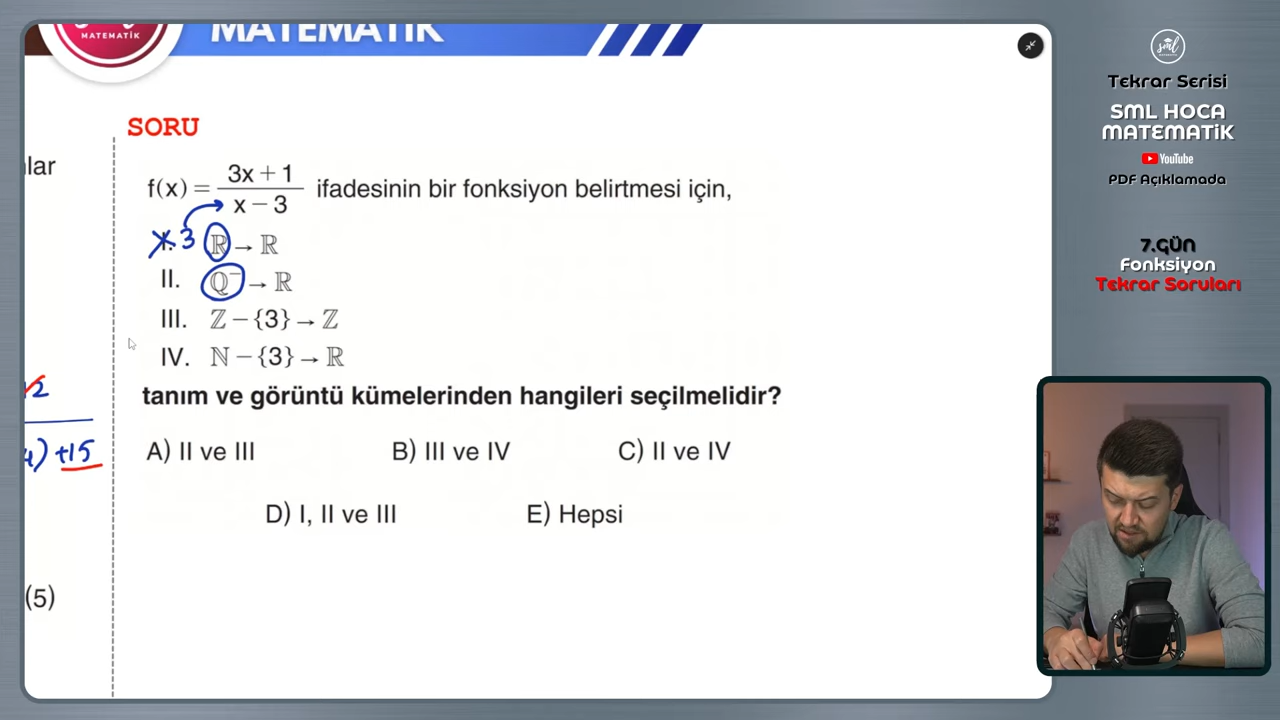 MATEMATİK
MATEMATİK
lar
SORU
f(x) = (3x + 1)/(x − 3) ifadesinin bir fonksiyon belirtmesi için,
3
I. ℝ → ℝ
II. ℚ⁻ → ℝ
III. ℤ − {3} → ℤ
IV. ℕ − {3} → ℝ
tanım ve görüntü kümelerinden hangileri seçilmelidir?
A) II ve III
B) III ve IV
C) II ve IV
D) I, II ve III
E) Hepsi
2
) +15
(5)
sml
Tekrar Serisi
SML HOCA
MATEMATİK
YouTube
PDF Açıklamada
7.GÜN
Fonksiyon
Tekrar Soruları